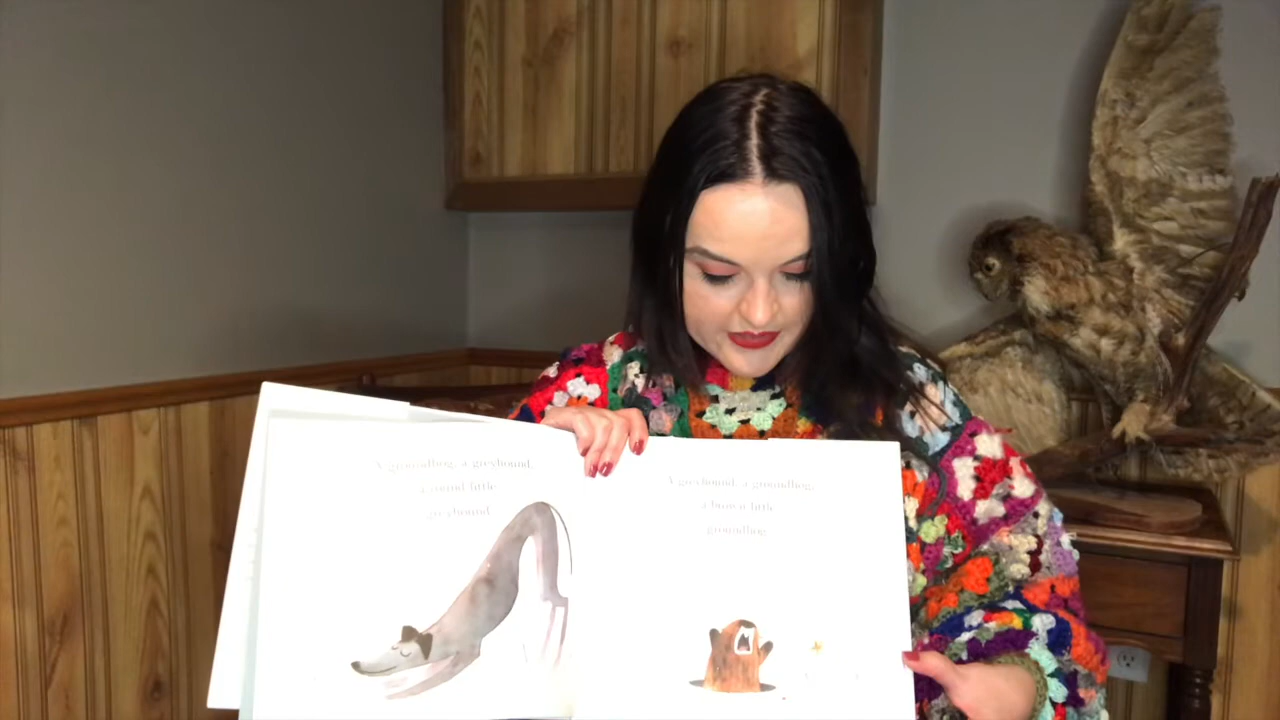 A groundhog, a greyhound,
a round little
greyhound.
A greyhound, a groundhog,
a brown little
groundhog.